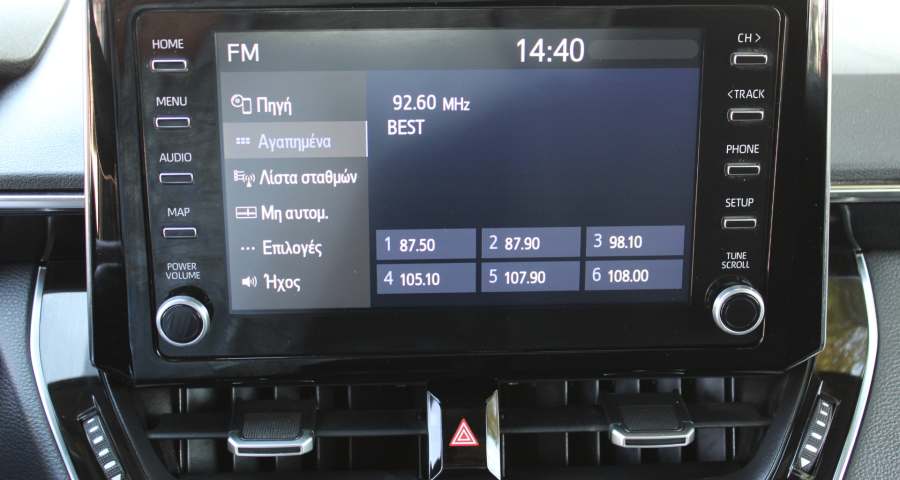 HOME
MENU
AUDIO
MAP
POWER
VOLUME
FM
14:40
Πηγή
Αγαπημένα
Λίστα σταθμών
Μη αυτομ.
Επιλογές
Ήχος
92.60 MHz
BEST
1 87.50
2 87.90
3 98.10
4 105.10
5 107.90
6 108.00
CH >
< TRACK
PHONE
SETUP
TUNE
SCROLL